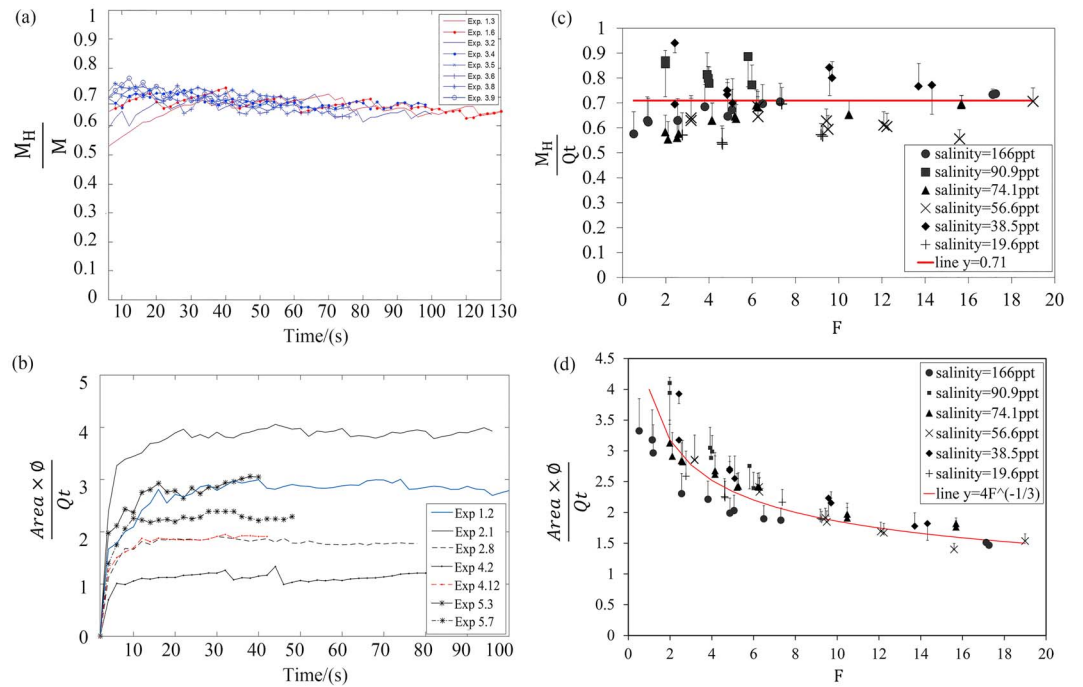 (a)
1
0.9
0.8
0.7
0.6
0.5
0.4
0.3
0.2
0.1
0
M_H
M
10 20 30 40 50 60 70 80 90 100 110 120 130
Time/(s)
Exp. 1.3
Exp. 1.6
Exp. 3.2
Exp. 3.4
Exp. 3.5
Exp. 3.6
Exp. 3.8
Exp. 3.9
(b)
5
4
3
2
1
0
Area × Ø
Qt
10 20 30 40 50 60 70 80 90 100
Time/(s)
Exp 1.2
Exp 2.1
Exp 2.8
Exp 4.2
Exp 4.12
Exp 5.3
Exp 5.7
(c)
1
0.9
0.8
0.7
0.6
0.5
0.4
0.3
0.2
0.1
0
M_H
Qt
0 2 4 6 8 10 12 14 16 18 20
F
salinity=166ppt
salinity=90.9ppt
salinity=74.1ppt
salinity=56.6ppt
salinity=38.5ppt
salinity=19.6ppt
line y=0.71
(d)
4.5
4
3.5
3
2.5
2
1.5
1
0.5
0
Area × Ø
Qt
0 2 4 6 8 10 12 14 16 18 20
F
salinity=166ppt
salinity=90.9ppt
salinity=74.1ppt
salinity=56.6ppt
salinity=38.5ppt
salinity=19.6ppt
line y=4F^(-1/3)